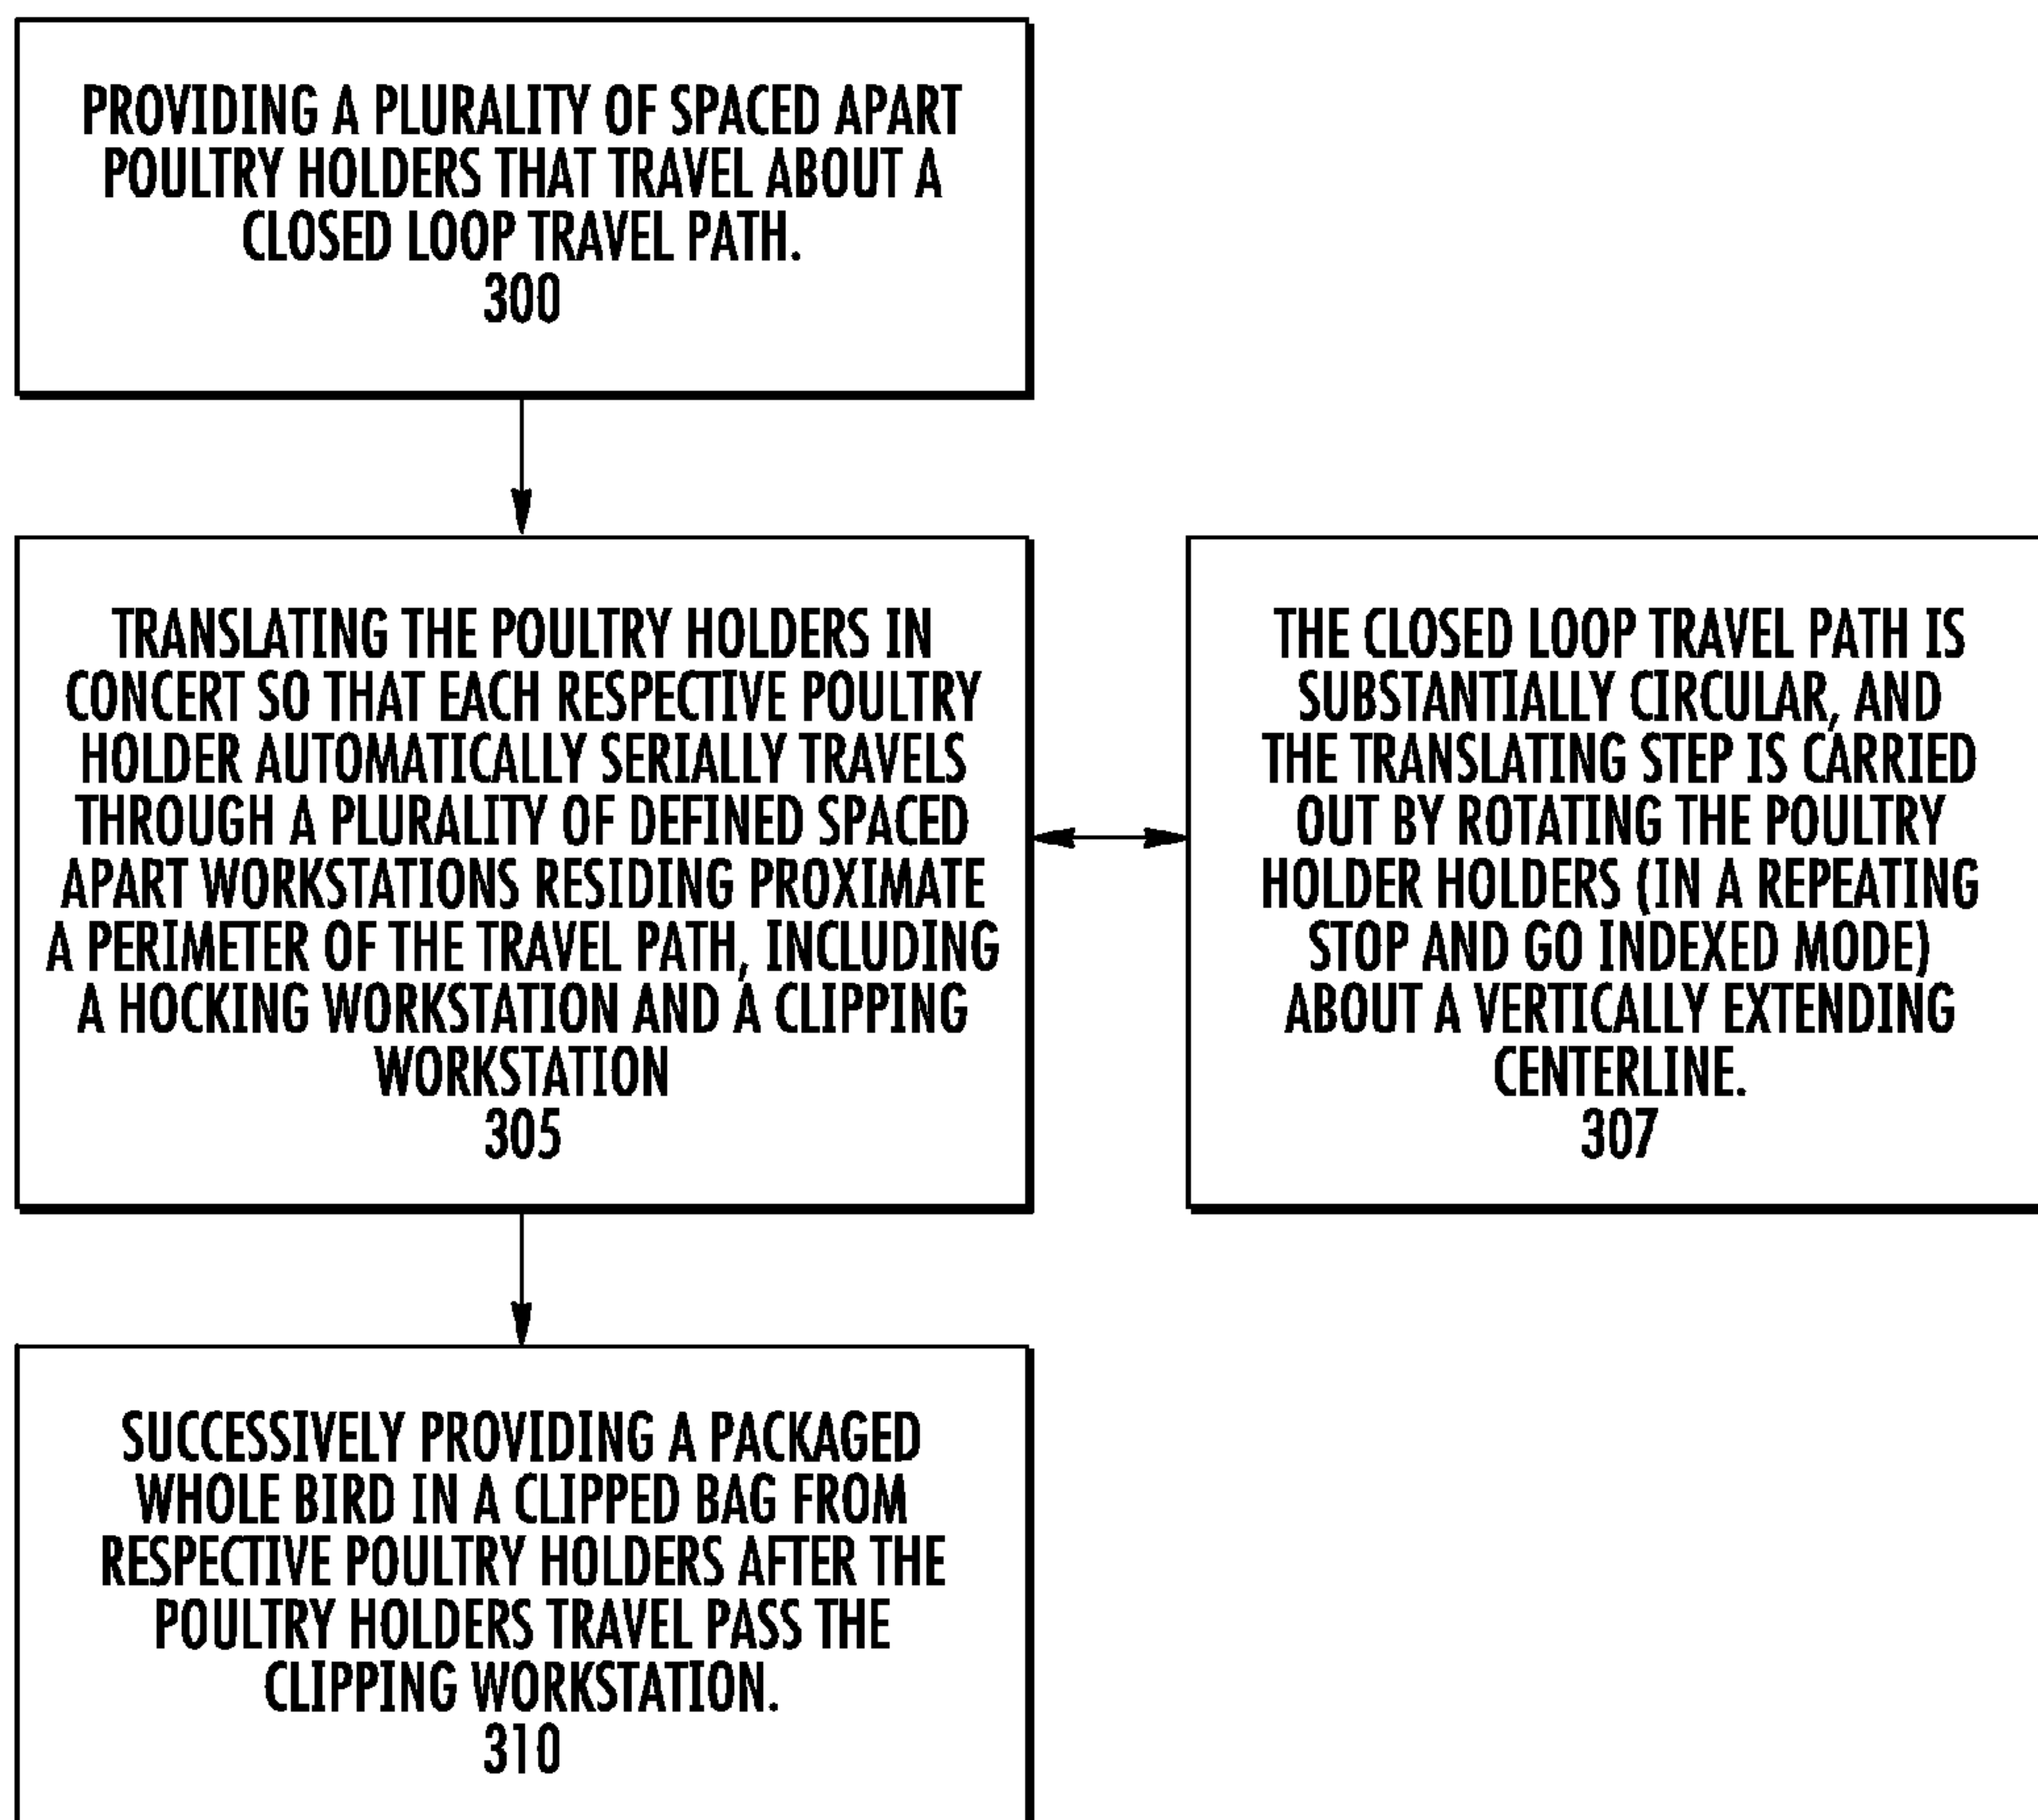 PROVIDING A PLURALITY OF SPACED APART
POULTRY HOLDERS THAT TRAVEL ABOUT A
CLOSED LOOP TRAVEL PATH.
300
TRANSLATING THE POULTRY HOLDERS IN
CONCERT SO THAT EACH RESPECTIVE POULTRY
HOLDER AUTOMATICALLY SERIALLY TRAVELS
THROUGH A PLURALITY OF DEFINED SPACED
APART WORKSTATIONS RESIDING PROXIMATE
A PERIMETER OF THE TRAVEL PATH, INCLUDING
A HOCKING WORKSTATION AND A CLIPPING
WORKSTATION
305
THE CLOSED LOOP TRAVEL PATH IS
SUBSTANTIALLY CIRCULAR, AND
THE TRANSLATING STEP IS CARRIED
OUT BY ROTATING THE POULTRY
HOLDER HOLDERS (IN A REPEATING
STOP AND GO INDEXED MODE)
ABOUT A VERTICALLY EXTENDING
CENTERLINE.
307
SUCCESSIVELY PROVIDING A PACKAGED
WHOLE BIRD IN A CLIPPED BAG FROM
RESPECTIVE POULTRY HOLDERS AFTER THE
POULTRY HOLDERS TRAVEL PASS THE
CLIPPING WORKSTATION.
310